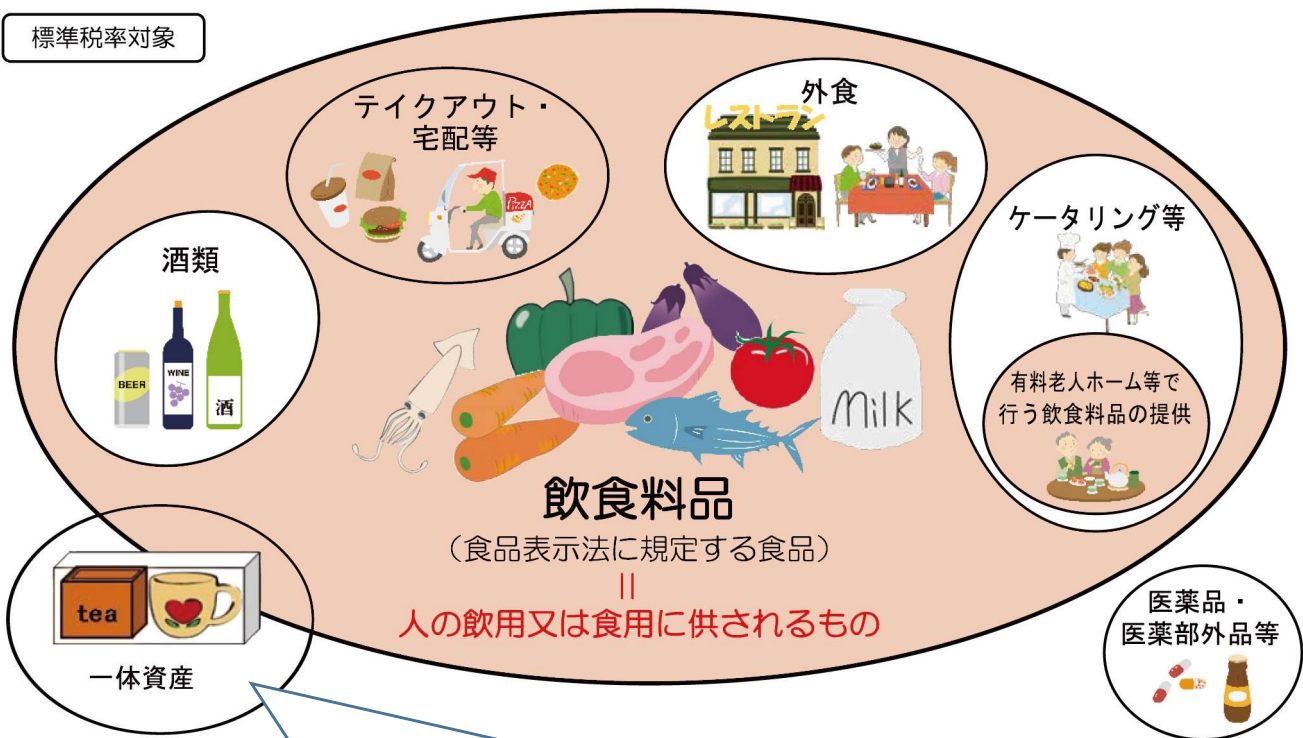 標準税率対象
テイクアウト・
宅配等
PIZZA
外食
レストラン
ケータリング等
酒類
BEER
WINE
酒
Milk
有料老人ホーム等で
行う飲食料品の提供
飲食料品
(食品表示法に規定する食品)
||
人の飲用又は食用に供されるもの
tea
一体資産
医薬品・
医薬部外品等